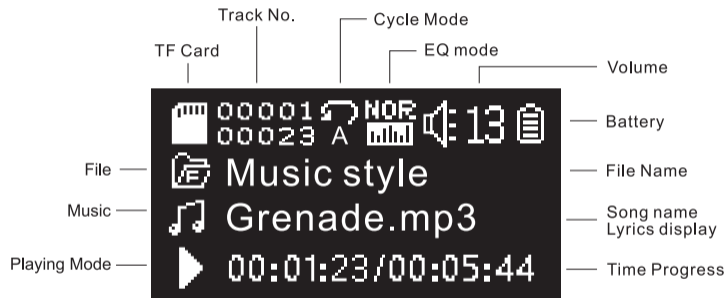 Track No.
Cycle Mode
TF Card
EQ mode
Volume
00001
00023
A
NOR
13
Battery
File
Music style
File Name
Music
Grenade.mp3
Song name
Lyrics display
Playing Mode
00:01:23/00:05:44
Time Progress